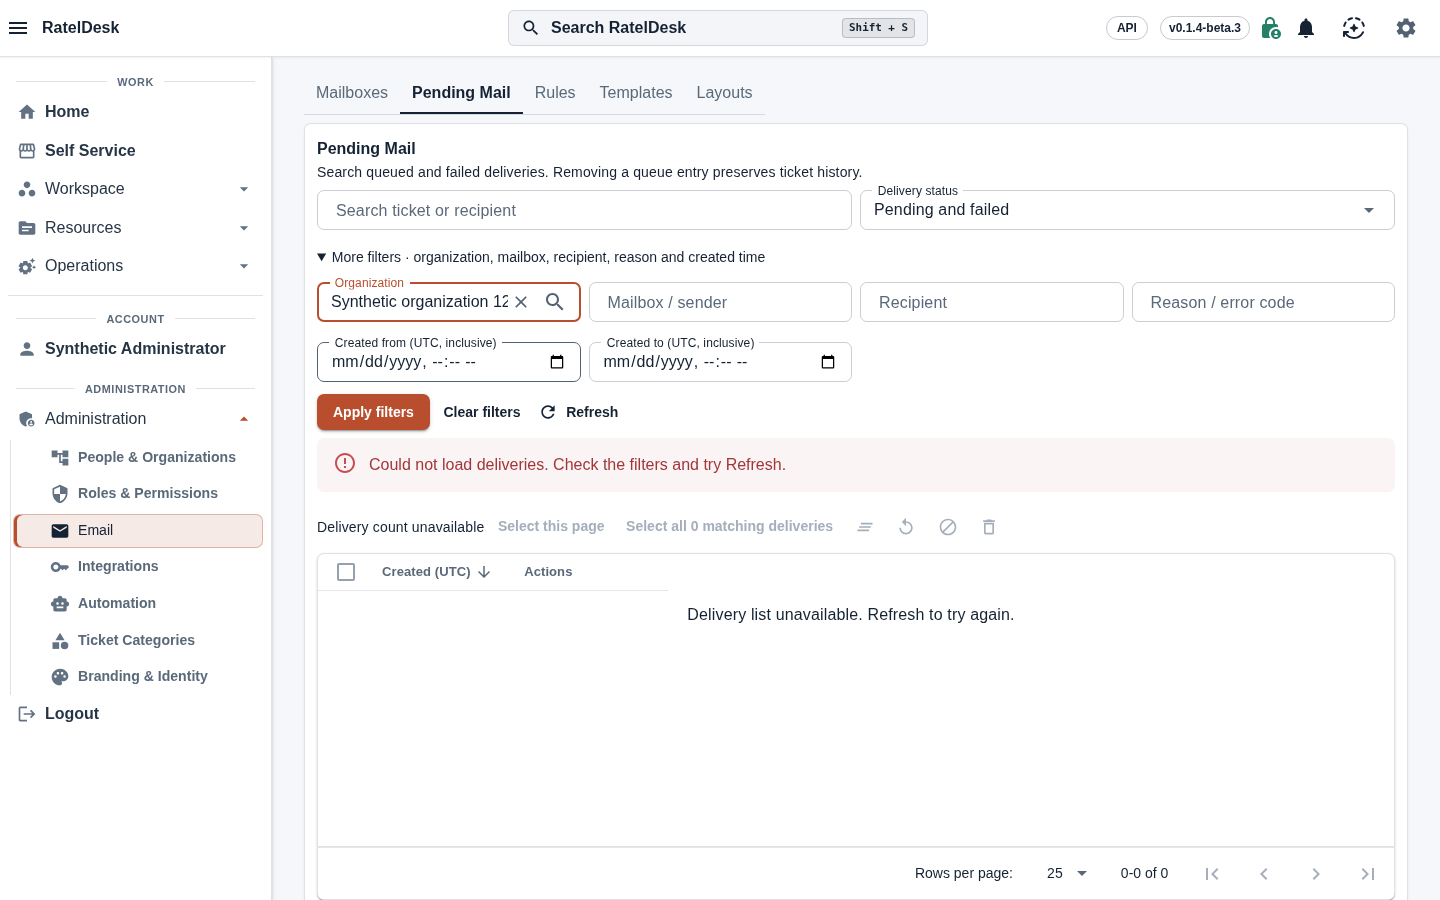 RatelDesk
Search RatelDesk
Shift + S
API
v0.1.4-beta.3
WORK
Home
Self Service
Workspace
Resources
Operations
ACCOUNT
Synthetic Administrator
ADMINISTRATION
Administration
People & Organizations
Roles & Permissions
Email
Integrations
Automation
Ticket Categories
Branding & Identity
Logout
Mailboxes
Pending Mail
Rules
Templates
Layouts
Pending Mail
Search queued and failed deliveries. Removing a queue entry preserves ticket history.
Search ticket or recipient
Delivery status
Pending and failed
▼ More filters · organization, mailbox, recipient, reason and created time
Organization
Synthetic organization 12
Mailbox / sender
Recipient
Reason / error code
Created from (UTC, inclusive)
mm/dd/yyyy, --:-- --
Created to (UTC, inclusive)
mm/dd/yyyy, --:-- --
Apply filters
Clear filters
Refresh
Could not load deliveries. Check the filters and try Refresh.
Delivery count unavailable
Select this page
Select all 0 matching deliveries
Created (UTC)
Actions
Delivery list unavailable. Refresh to try again.
Rows per page:
25
0-0 of 0